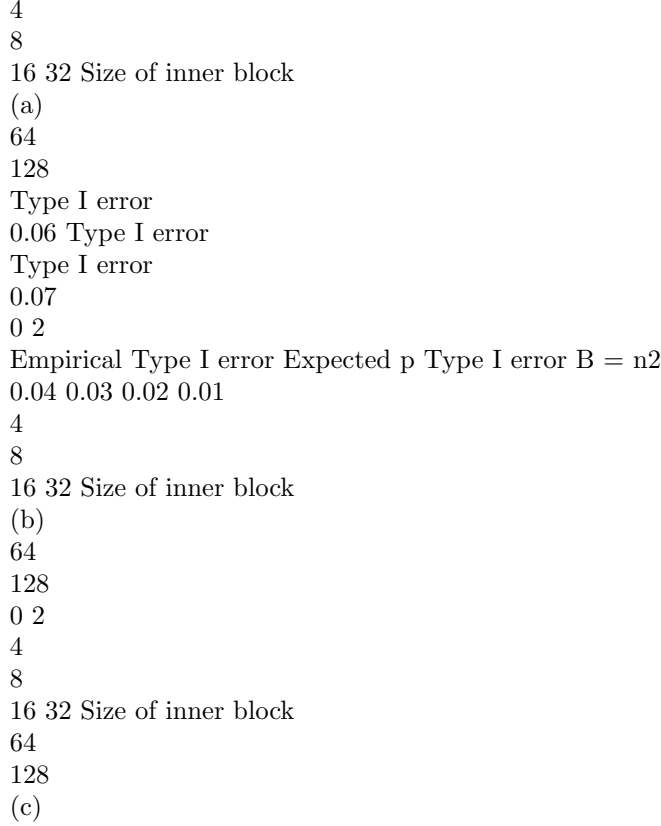 4
8
16 32 Size of inner block
(a)
64
128
Type I error
0.06 Type I error
Type I error
0.07
0 2
Empirical Type I error Expected p Type I error B = n2
0.04 0.03 0.02 0.01
4
8
16 32 Size of inner block
(b)
64
128
0 2
4
8
16 32 Size of inner block
64
128
(c)